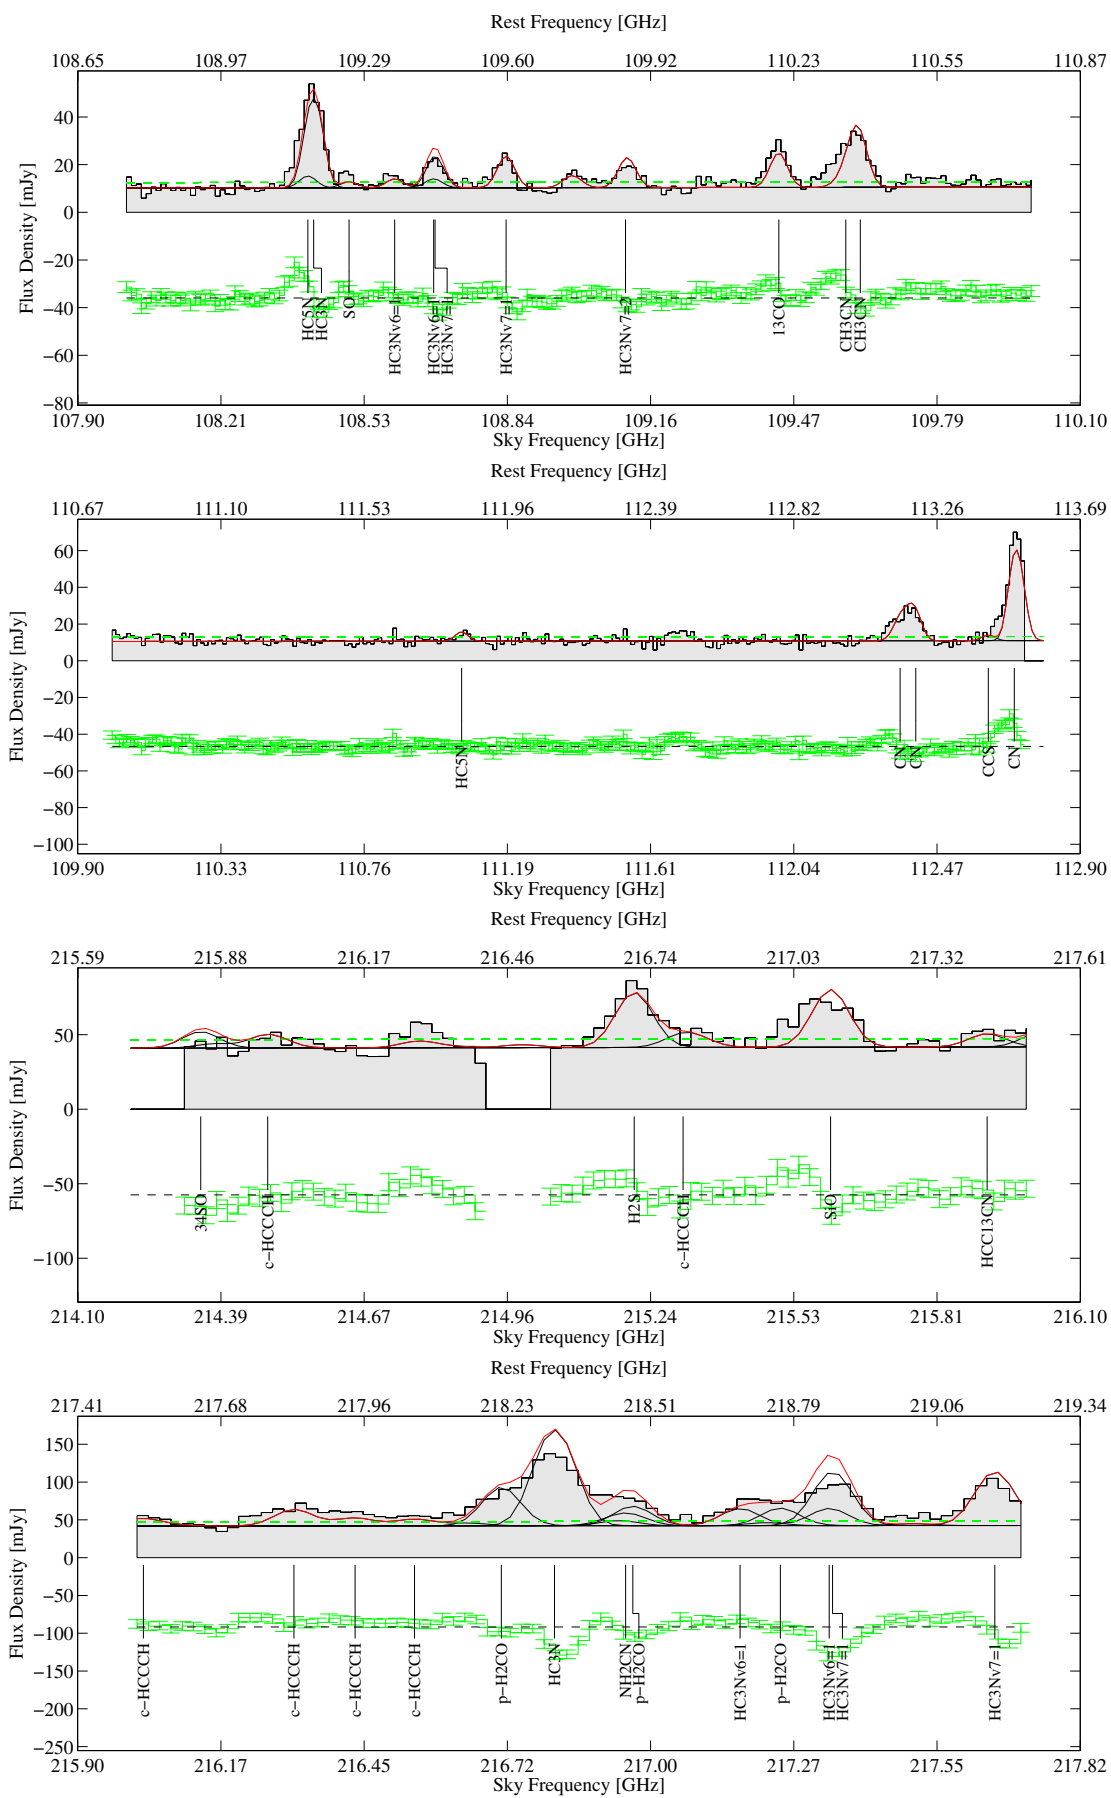 Rest Frequency [GHz]
108.65 108.97 109.29 109.60 109.92 110.23 110.55 110.87
40
20
0
−20
−40
−60
−80
Flux Density [mJy]
HC5N HC3N SO HC3Nv6=1 HC3Nv6=1 HC3Nv7=1 HC3Nv7=1 HC3Nv7=2 13CO CH3CN CH3CN
107.90 108.21 108.53 108.84 109.16 109.47 109.79 110.10
Sky Frequency [GHz]
Rest Frequency [GHz]
110.67 111.10 111.53 111.96 112.39 112.82 113.26 113.69
60
40
20
0
−20
−40
−60
−80
−100
Flux Density [mJy]
HC5N CN CN CCS CN
109.90 110.33 110.76 111.19 111.61 112.04 112.47 112.90
Sky Frequency [GHz]
Rest Frequency [GHz]
215.59 215.88 216.17 216.46 216.74 217.03 217.32 217.61
50
0
−50
−100
Flux Density [mJy]
34SO c−HCCCH H2S c−HCCCH SiO HCC13CN
214.10 214.39 214.67 214.96 215.24 215.53 215.81 216.10
Sky Frequency [GHz]
Rest Frequency [GHz]
217.41 217.68 217.96 218.23 218.51 218.79 219.06 219.34
150
100
50
0
−50
−100
−150
−200
−250
Flux Density [mJy]
c−HCCCH c−HCCCH c−HCCCH c−HCCCH p−H2CO HC3N NH2CN p−H2CO HC3Nv6=1 p−H2CO HC3Nv6=1 HC3Nv7=1 HC3Nv7=1
215.90 216.17 216.45 216.72 217.00 217.27 217.55 217.82
Sky Frequency [GHz]